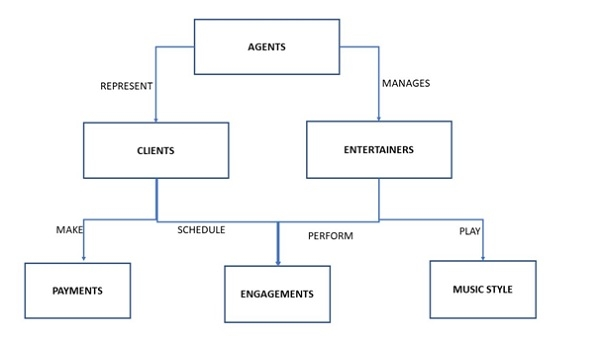 AGENTS
REPRESENT
MANAGES
CLIENTS
ENTERTAINERS
MAKE
SCHEDULE
PERFORM
PLAY
PAYMENTS
ENGAGEMENTS
MUSIC STYLE